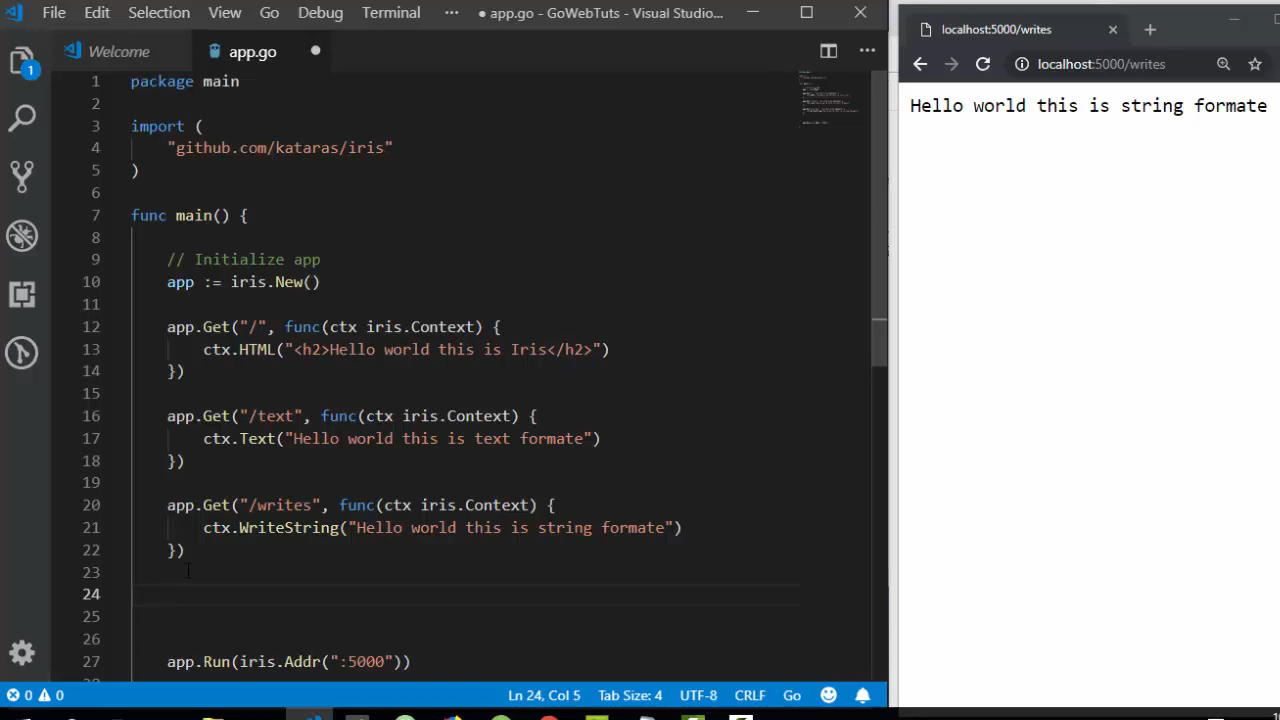 File Edit Selection View Go Debug Terminal ··· ● app.go - GoWebTuts - Visual Studio...
Welcome app.go ● ···
1 package main
2
3 import (
4 "github.com/kataras/iris"
5 )
6
7 func main() {
8
9 // Initialize app
10 app := iris.New()
11
12 app.Get("/", func(ctx iris.Context) {
13 ctx.HTML("<h2>Hello world this is Iris</h2>")
14 })
15
16 app.Get("/text", func(ctx iris.Context) {
17 ctx.Text("Hello world this is text formate")
18 })
19
20 app.Get("/writes", func(ctx iris.Context) {
21 ctx.WriteString("Hello world this is string formate")
22 })
23
24
25
26
27 app.Run(iris.Addr(":5000"))
1
0 0 Ln 24, Col 5 Tab Size: 4 UTF-8 CRLF Go
localhost:5000/writes
localhost:5000/writes
Hello world this is string formate